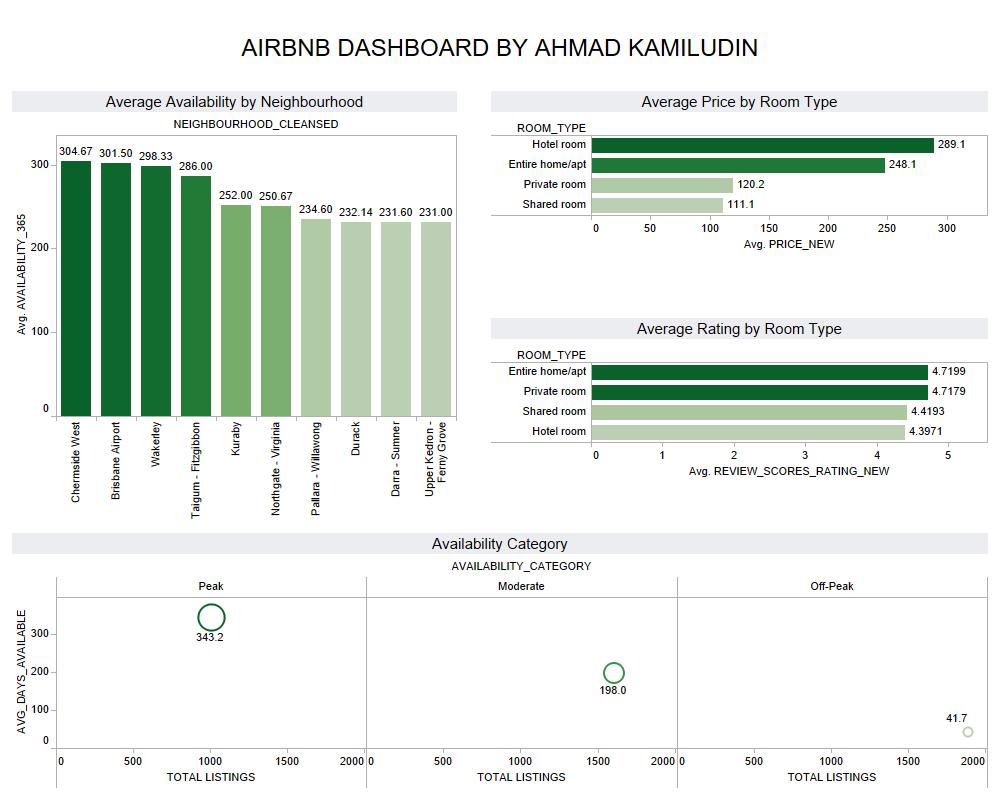 AIRBNB DASHBOARD BY AHMAD KAMILUDIN
Average Availability by Neighbourhood
NEIGHBOURHOOD_CLEANSED
Avg. AVAILABILITY_365
300
200
100
0
304.67 301.50 298.33 286.00 252.00 250.67 234.60 232.14 231.60 231.00
Chermside West
Brisbane Airport
Wakerley
Taigum - Fitzgibbon
Kuraby
Northgate - Virginia
Pallara - Willawong
Durack
Darra - Sumner
Upper Kedron -
Ferny Grove
Average Price by Room Type
ROOM_TYPE
Hotel room 289.1
Entire home/apt 248.1
Private room 120.2
Shared room 111.1
0 50 100 150 200 250 300
Avg. PRICE_NEW
Average Rating by Room Type
ROOM_TYPE
Entire home/apt 4.7199
Private room 4.7179
Shared room 4.4193
Hotel room 4.3971
0 1 2 3 4 5
Avg. REVIEW_SCORES_RATING_NEW
Availability Category
AVAILABILITY_CATEGORY
Peak Moderate Off-Peak
AVG_DAYS_AVAILABLE
300
200
100
0
343.2
198.0
41.7
0 500 1000 1500 2000 0 500 1000 1500 2000 0 500 1000 1500 2000
TOTAL LISTINGS TOTAL LISTINGS TOTAL LISTINGS